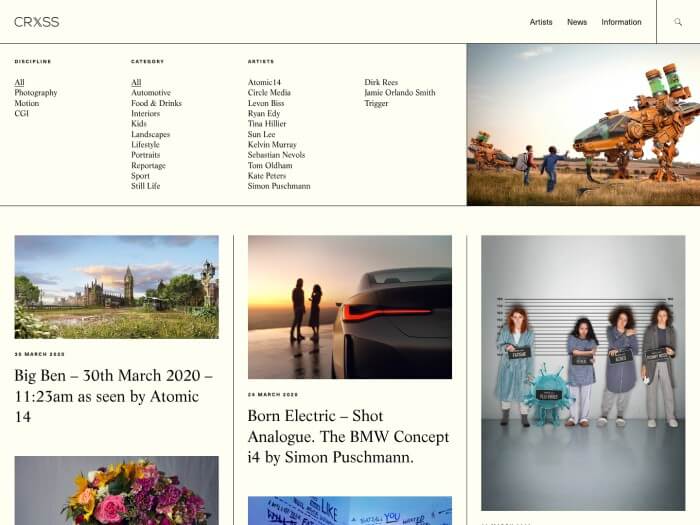 CRXSS
Artists
News
Information
DISCIPLINE
All
Photography
Motion
CGI
CATEGORY
All
Automotive
Food & Drinks
Interiors
Kids
Landscapes
Lifestyle
Portraits
Reportage
Sport
Still Life
ARTISTS
Atomic14
Circle Media
Levon Biss
Ryan Edy
Tina Hillier
Sun Lee
Kelvin Murray
Sebastian Nevols
Tom Oldham
Kate Peters
Simon Puschmann
Dirk Rees
Jamie Orlando Smith
Trigger
30 MARCH 2020
Big Ben – 30th March 2020 –
11:23am as seen by Atomic
14
24 MARCH 2020
Born Electric – Shot
Analogue. The BMW Concept
i4 by Simon Puschmann.
FATIGUE
LIKE
YOU